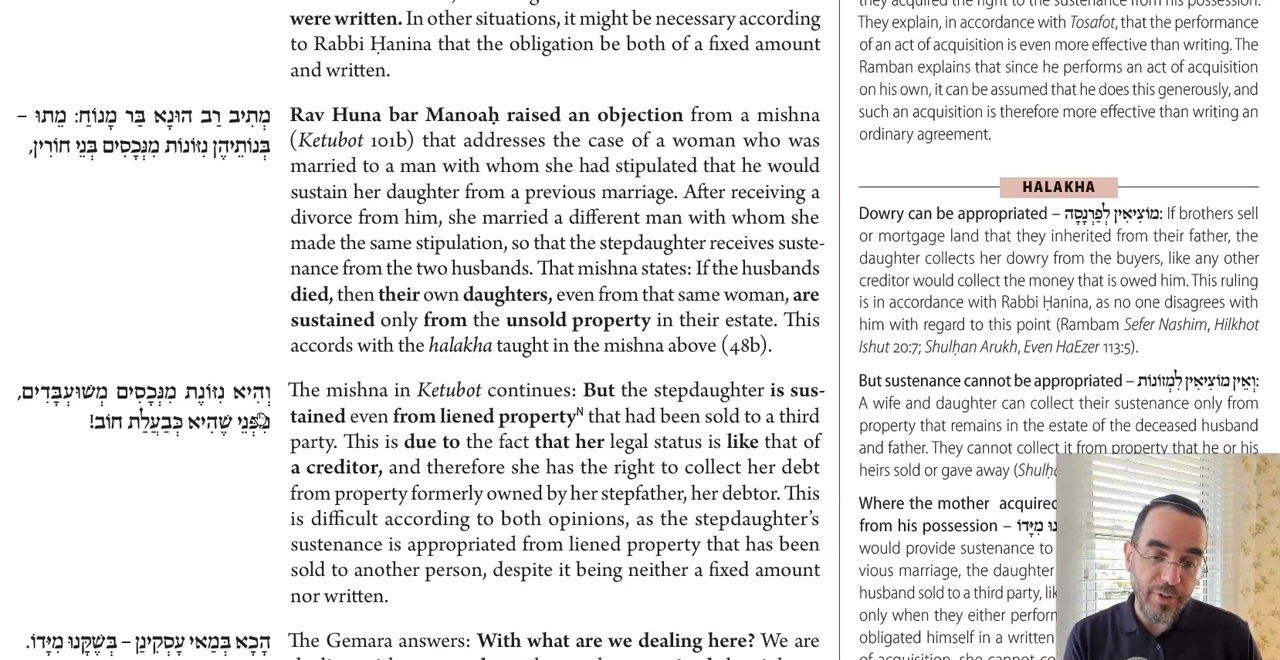 were written. In other situations, it might be necessary according
to Rabbi Ḥanina that the obligation be both of a fixed amount
and written.
מְתִיב רַב הוּנָא בַּר מָנוֹחַ: מֵתוּ –
בְּנוֹתֵיהֶן נִזּוֹנוֹת מִנְּכָסִים בְּנֵי חוֹרִין,
Rav Huna bar Manoaḥ raised an objection from a mishna
(Ketubot 101b) that addresses the case of a woman who was
married to a man with whom she had stipulated that he would
sustain her daughter from a previous marriage. After receiving a
divorce from him, she married a different man with whom she
made the same stipulation, so that the stepdaughter receives suste-
nance from the two husbands. That mishna states: If the husbands
died, then their own daughters, even from that same woman, are
sustained only from the unsold property in their estate. This
accords with the halakha taught in the mishna above (48b).
וְהִיא נִזּוֹנֶת מִנְּכָסִים מְשׁוּעְבָּדִים,
מִפְּנֵי שֶׁהִיא כְּבַעֲלַת חוֹב!
The mishna in Ketubot continues: But the stepdaughter is sus-
tained even from liened propertyᴺ that had been sold to a third
party. This is due to the fact that her legal status is like that of
a creditor, and therefore she has the right to collect her debt
from property formerly owned by her stepfather, her debtor. This
is difficult according to both opinions, as the stepdaughter's
sustenance is appropriated from liened property that has been
sold to another person, despite it being neither a fixed amount
nor written.
הָכָא בְּמַאי עָסְקִינַן – בְּשֶׁקָּנוּ מִיָּדוֹ.
The Gemara answers: With what are we dealing here? We are
they acquired the right to the sustenance from his possession.
They explain, in accordance with Tosafot, that the performance
of an act of acquisition is even more effective than writing. The
Ramban explains that since he performs an act of acquisition
on his own, it can be assumed that he does this generously, and
such an acquisition is therefore more effective than writing an
ordinary agreement.
HALAKHA
Dowry can be appropriated – מוֹצִיאִין לְפַרְנָסָה: If brothers sell
or mortgage land that they inherited from their father, the
daughter collects her dowry from the buyers, like any other
creditor would collect the money that is owed him. This ruling
is in accordance with Rabbi Ḥanina, as no one disagrees with
him with regard to this point (Rambam Sefer Nashim, Hilkhot
Ishut 20:7; Shulḥan Arukh, Even HaEzer 113:5).
But sustenance cannot be appropriated – וְאֵין מוֹצִיאִין לִמְזוֹנוֹת:
A wife and daughter can collect their sustenance only from
property that remains in the estate of the deceased husband
and father. They cannot collect it from property that he or his
heirs sold or gave away
Where the mother acquired
from his possession –
would provide sustenance to
vious marriage, the daughter
husband sold to a third party,
only when they either
obligated himself in a written
of acquisition, she cannot